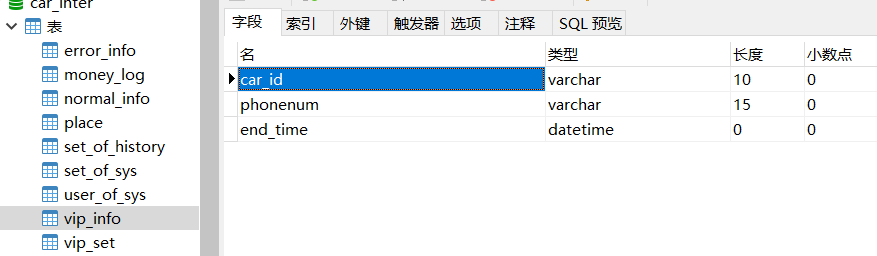 car_inter
表
error_info
money_log
normal_info
place
set_of_history
set_of_sys
user_of_sys
vip_info
vip_set
字段 索引 外键 触发器 选项 注释 SQL 预览
名 类型 长度 小数点
car_id varchar 10 0
phonenum varchar 15 0
end_time datetime 0 0